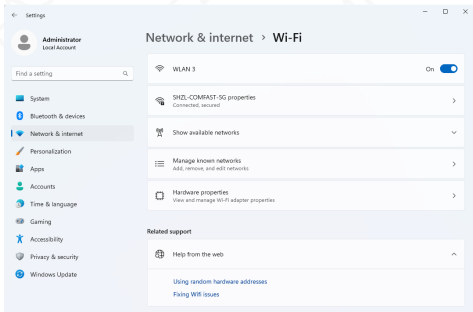 Settings
Administrator
Local Account
Find a setting
System
Bluetooth & devices
Network & internet
Personalization
Apps
Accounts
Time & language
Gaming
Accessibility
Privacy & security
Windows Update
Network & internet > Wi-Fi
WLAN 3
On
SHZL-COMFAST-5G properties
Connected, secured
Show available networks
Manage known networks
Add, remove, and edit networks
Hardware properties
View and manage Wi-Fi adapter properties
Related support
Help from the web
Using random hardware addresses
Fixing Wifi issues